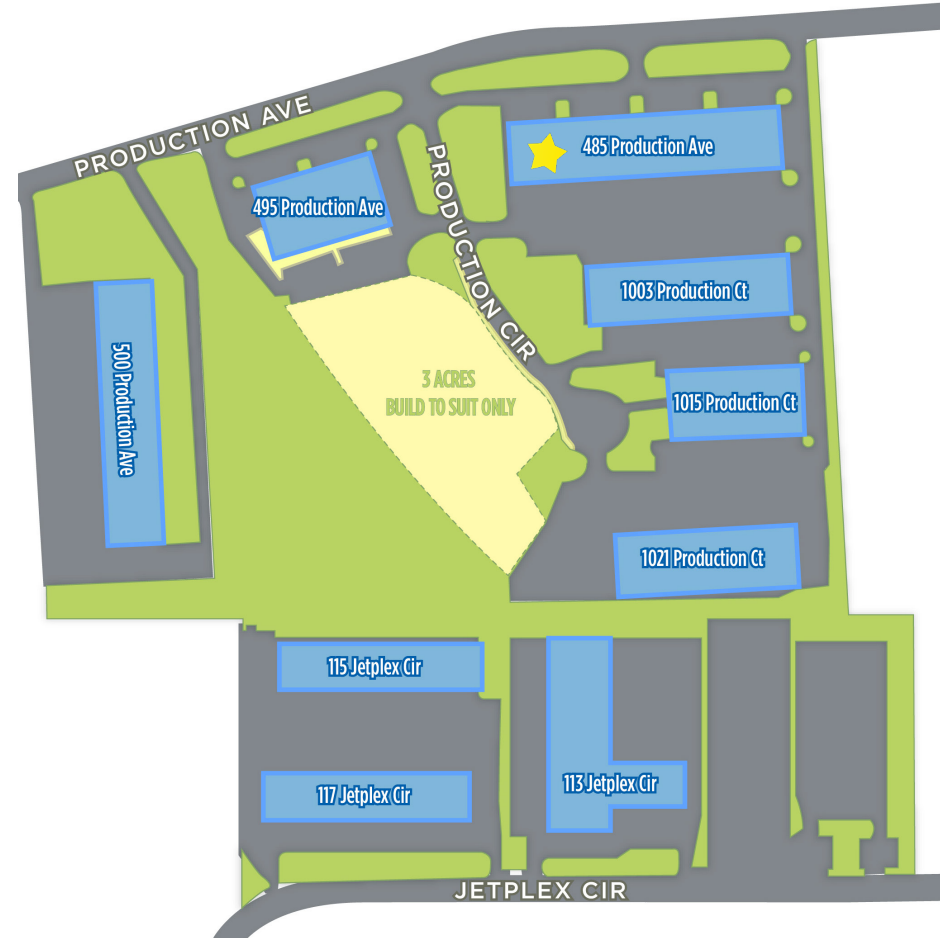 PRODUCTION AVE
485 Production Ave
495 Production Ave
PRODUCTION CIR
1003 Production Ct
500 Production Ave
3 ACRES
BUILD TO SUIT ONLY
1015 Production Ct
1021 Production Ct
115 Jetplex Cir
117 Jetplex Cir
113 Jetplex Cir
JETPLEX CIR